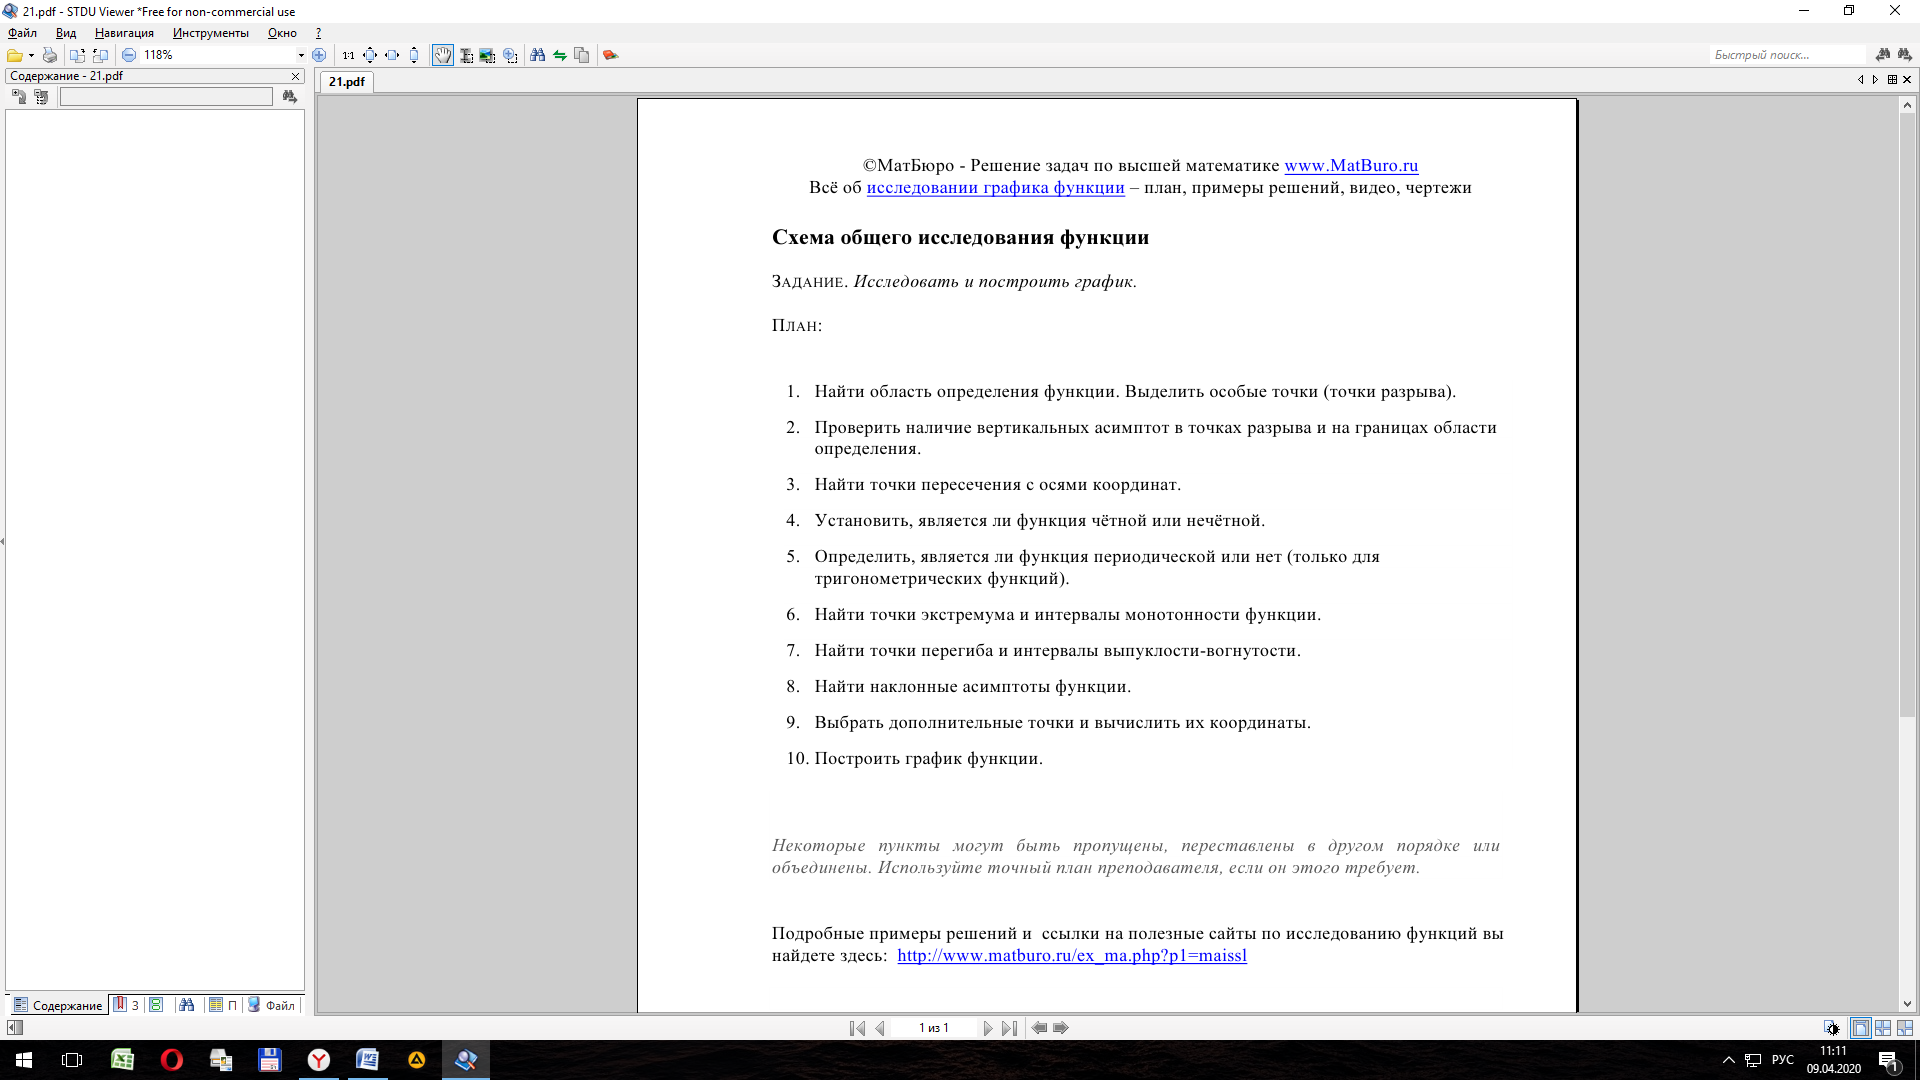 21.pdf - STDU Viewer *Free for non-commercial use
Файл Вид Навигация Инструменты Окно ?
118% 1:1 Быстрый поиск...
Содержание - 21.pdf
21.pdf
©МатБюро - Решение задач по высшей математике www.MatBuro.ru
Всё об исследовании графика функции – план, примеры решений, видео, чертежи
Схема общего исследования функции
ЗАДАНИЕ. Исследовать и построить график.
ПЛАН:
1. Найти область определения функции. Выделить особые точки (точки разрыва).
2. Проверить наличие вертикальных асимптот в точках разрыва и на границах области
определения.
3. Найти точки пересечения с осями координат.
4. Установить, является ли функция чётной или нечётной.
5. Определить, является ли функция периодической или нет (только для
тригонометрических функций).
6. Найти точки экстремума и интервалы монотонности функции.
7. Найти точки перегиба и интервалы выпуклости-вогнутости.
8. Найти наклонные асимптоты функции.
9. Выбрать дополнительные точки и вычислить их координаты.
10. Построить график функции.
Некоторые пункты могут быть пропущены, переставлены в другом порядке или
объединены. Используйте точный план преподавателя, если он этого требует.
Подробные примеры решений и ссылки на полезные сайты по исследованию функций вы
найдете здесь: http://www.matburo.ru/ex_ma.php?p1=maissl
Содержание З П Файл
1 из 1
РУС
11:11
09.04.2020
1